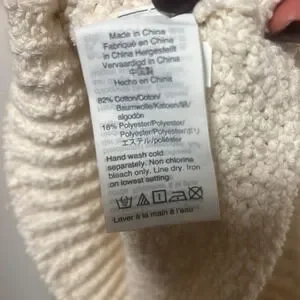 Made in China
Fabriqué en Chine
In China Hergestellt
Vervaardigd in China
中国製
Hecho en China
82% Cotton/Coton/
Baumwolle/Katoen/綿/
algodón
18% Polyester/Polyester/
Polyester/Polyester/ポリ
エステル/poliéster
Hand wash cold
separately. Non chlorine
bleach only. Line dry. Iron
on lowest setting
Laver à la main à l'eau